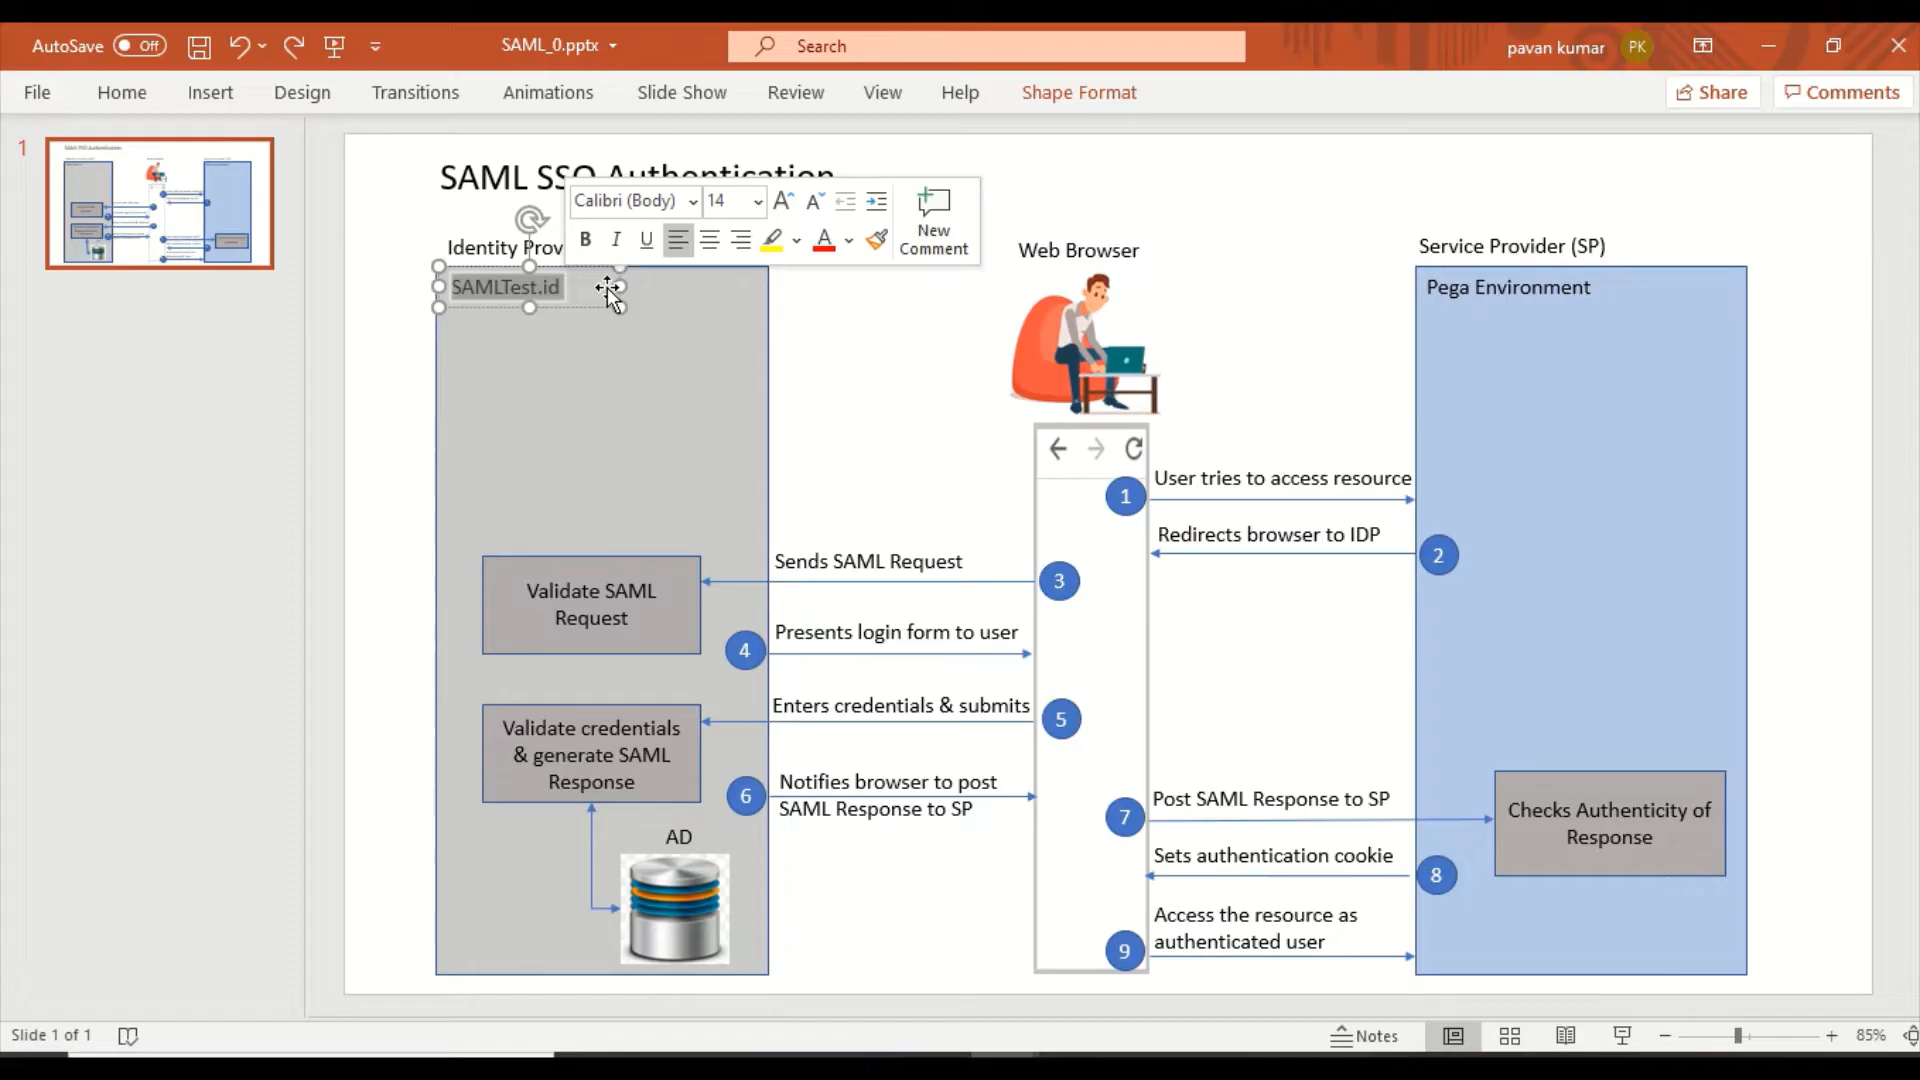 AutoSave Off
SAML_0.pptx
Search
pavan kumar PK
File Home Insert Design Transitions Animations Slide Show Review View Help Shape Format
Share Comments
1
SAML SSO Authentication
Calibri (Body) 14
B I U
New
Comment
Identity Prov
Web Browser
Service Provider (SP)
SAMLTest.id
Pega Environment
1 User tries to access resource
Redirects browser to IDP 2
Sends SAML Request 3
Validate SAML
Request
4 Presents login form to user
Enters credentials & submits 5
Validate credentials
& generate SAML
Response
6 Notifies browser to post
SAML Response to SP
7 Post SAML Response to SP
Checks Authenticity of
Response
AD
Sets authentication cookie 8
9 Access the resource as
authenticated user
Slide 1 of 1
Notes
85%